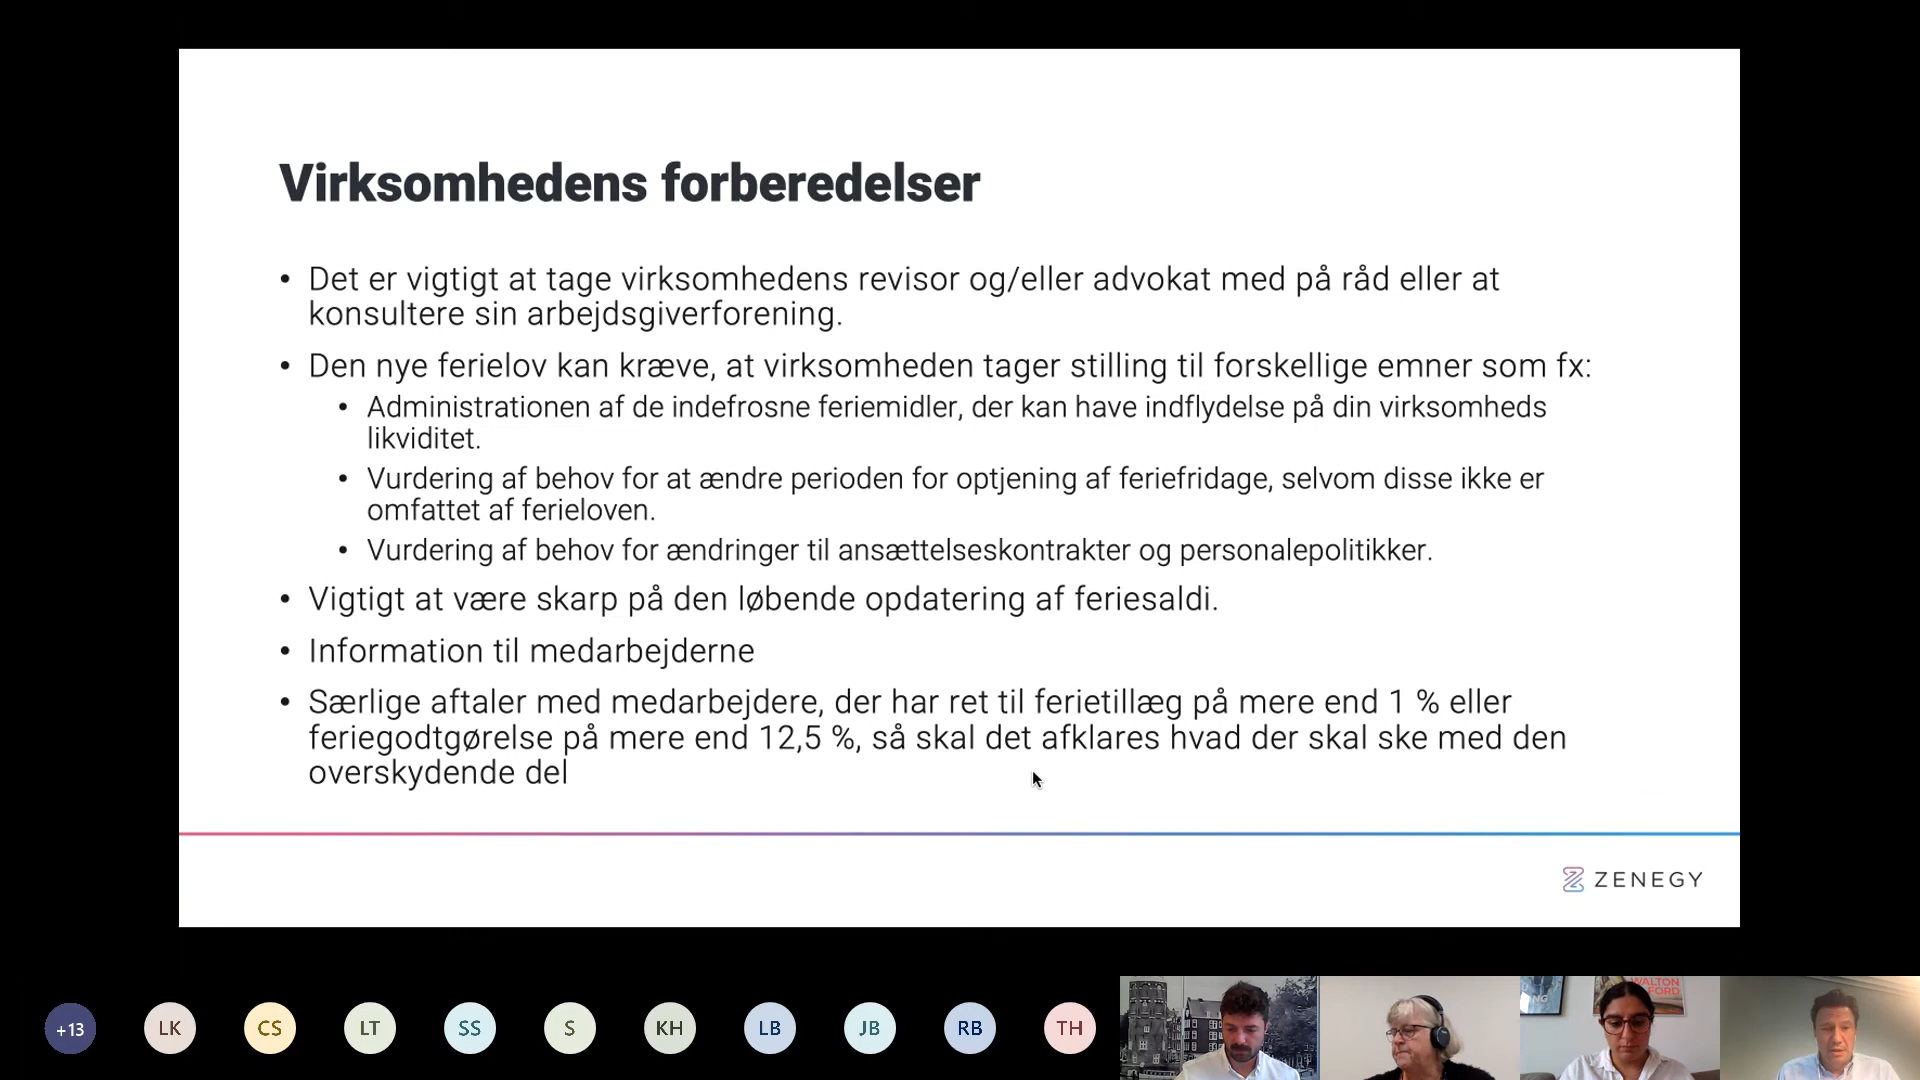 Virksomhedens forberedelser
• Det er vigtigt at tage virksomhedens revisor og/eller advokat med på råd eller at
konsultere sin arbejdsgiverforening.
• Den nye ferielov kan kræve, at virksomheden tager stilling til forskellige emner som fx:
• Administrationen af de indefrosne feriemidler, der kan have indflydelse på din virksomheds
likviditet.
• Vurdering af behov for at ændre perioden for optjening af feriefridage, selvom disse ikke er
omfattet af ferieloven.
• Vurdering af behov for ændringer til ansættelseskontrakter og personalepolitikker.
• Vigtigt at være skarp på den løbende opdatering af feriesaldi.
• Information til medarbejderne
• Særlige aftaler med medarbejdere, der har ret til ferietillæg på mere end 1 % eller
feriegodtgørelse på mere end 12,5 %, så skal det afklares hvad der skal ske med den
overskydende del
ZENEGY
+13 LK CS LT SS S KH LB JB RB TH
WALTON
FORD